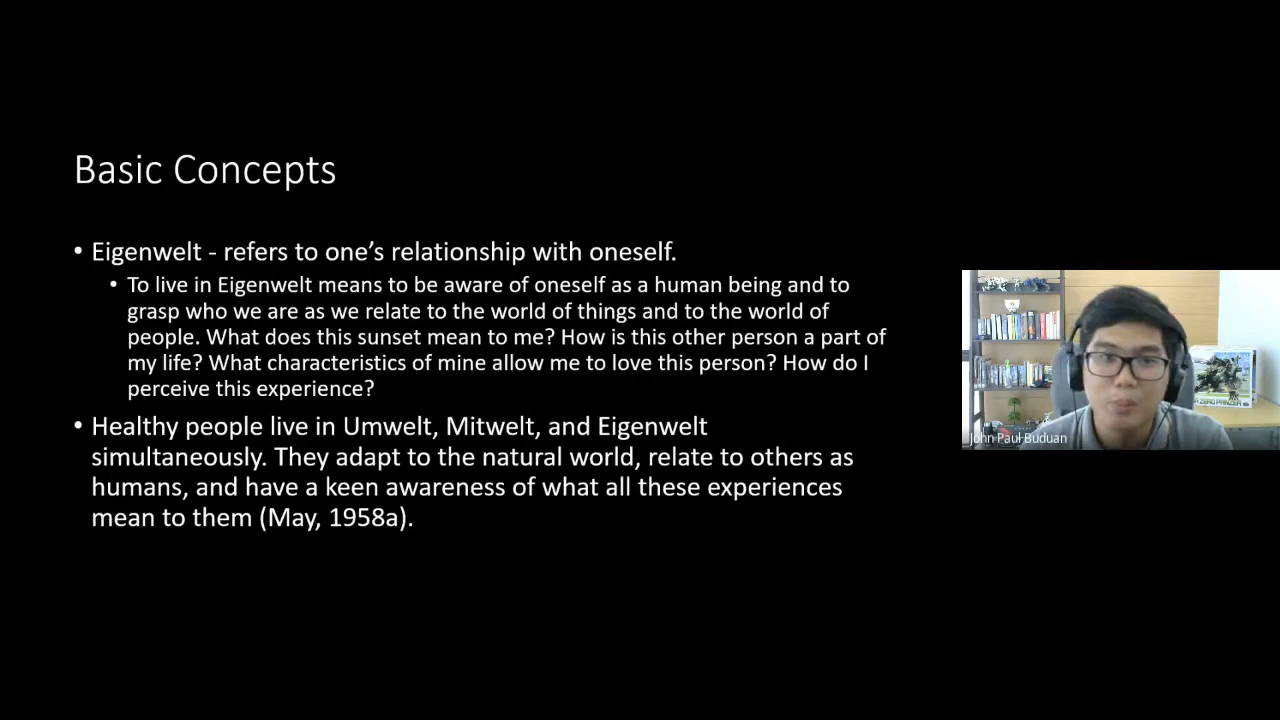 Basic Concepts
• Eigenwelt - refers to one’s relationship with oneself.
• To live in Eigenwelt means to be aware of oneself as a human being and to
grasp who we are as we relate to the world of things and to the world of
people. What does this sunset mean to me? How is this other person a part of
my life? What characteristics of mine allow me to love this person? How do I
perceive this experience?
• Healthy people live in Umwelt, Mitwelt, and Eigenwelt
simultaneously. They adapt to the natural world, relate to others as
humans, and have a keen awareness of what all these experiences
mean to them (May, 1958a).
ZERO PANZER
John Paul Buduan